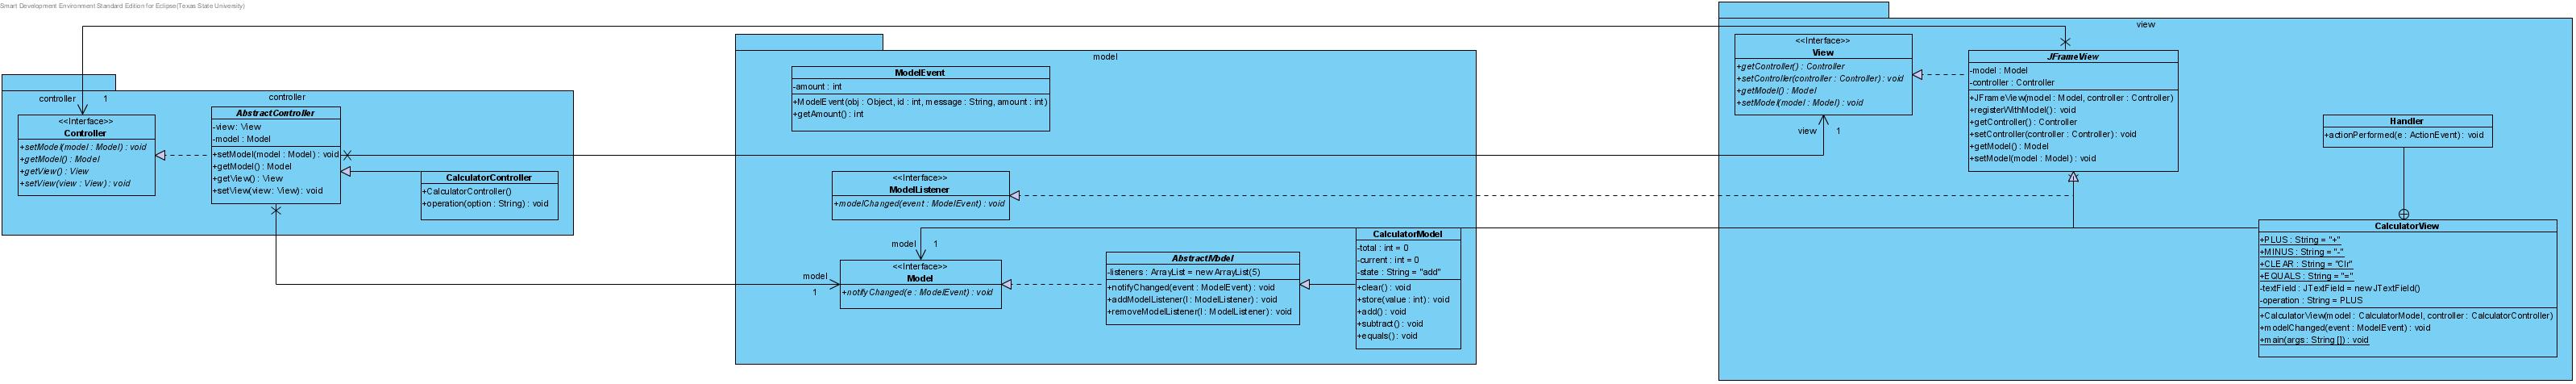 Smart Development Environment Standard Edition for Eclipse(Texas State University)
controller
controller
1
<<Interface>>
Controller
+setModel(model : Model) : void
+getModel() : Model
+getView() : View
+setView(view : View) : void
AbstractController
-view : View
-model : Model
+setModel(model : Model) : void
+getModel() : Model
+getView() : View
+setView(view : View) : void
CalculatorController
+CalculatorController()
+operation(option : String) : void
model
ModelEvent
-amount : int
+ModelEvent(obj : Object, id : int, message : String, amount : int)
+getAmount() : int
<<Interface>>
ModelListener
+modelChanged(event : ModelEvent) : void
model
1
model
1
<<Interface>>
Model
+notifyChanged(e : ModelEvent) : void
AbstractModel
-listeners : ArrayList = new ArrayList(5)
+notifyChanged(event : ModelEvent) : void
+addModelListener(l : ModelListener) : void
+removeModelListener(l : ModelListener) : void
CalculatorModel
-total : int = 0
-current : int = 0
-state : String = "add"
+clear() : void
+store(value : int) : void
+add() : void
+subtract() : void
+equals() : void
view
<<Interface>>
View
+getController() : Controller
+setController(controller : Controller) : void
+getModel() : Model
+setModel(model : Model) : void
view
1
JFrameView
-model : Model
-controller : Controller
+JFrameView(model : Model, controller : Controller)
+registerWithModel() : void
+getController() : Controller
+setController(controller : Controller) : void
+getModel() : Model
+setModel(model : Model) : void
Handler
+actionPerformed(e : ActionEvent) : void
CalculatorView
+PLUS : String = "+"
+MINUS : String = "-"
+CLEAR : String = "Clr"
+EQUALS : String = "="
-textField : JTextField = new JTextField()
-operation : String = PLUS
+CalculatorView(model : CalculatorModel, controller : CalculatorController)
+modelChanged(event : ModelEvent) : void
+main(args : String []) : void